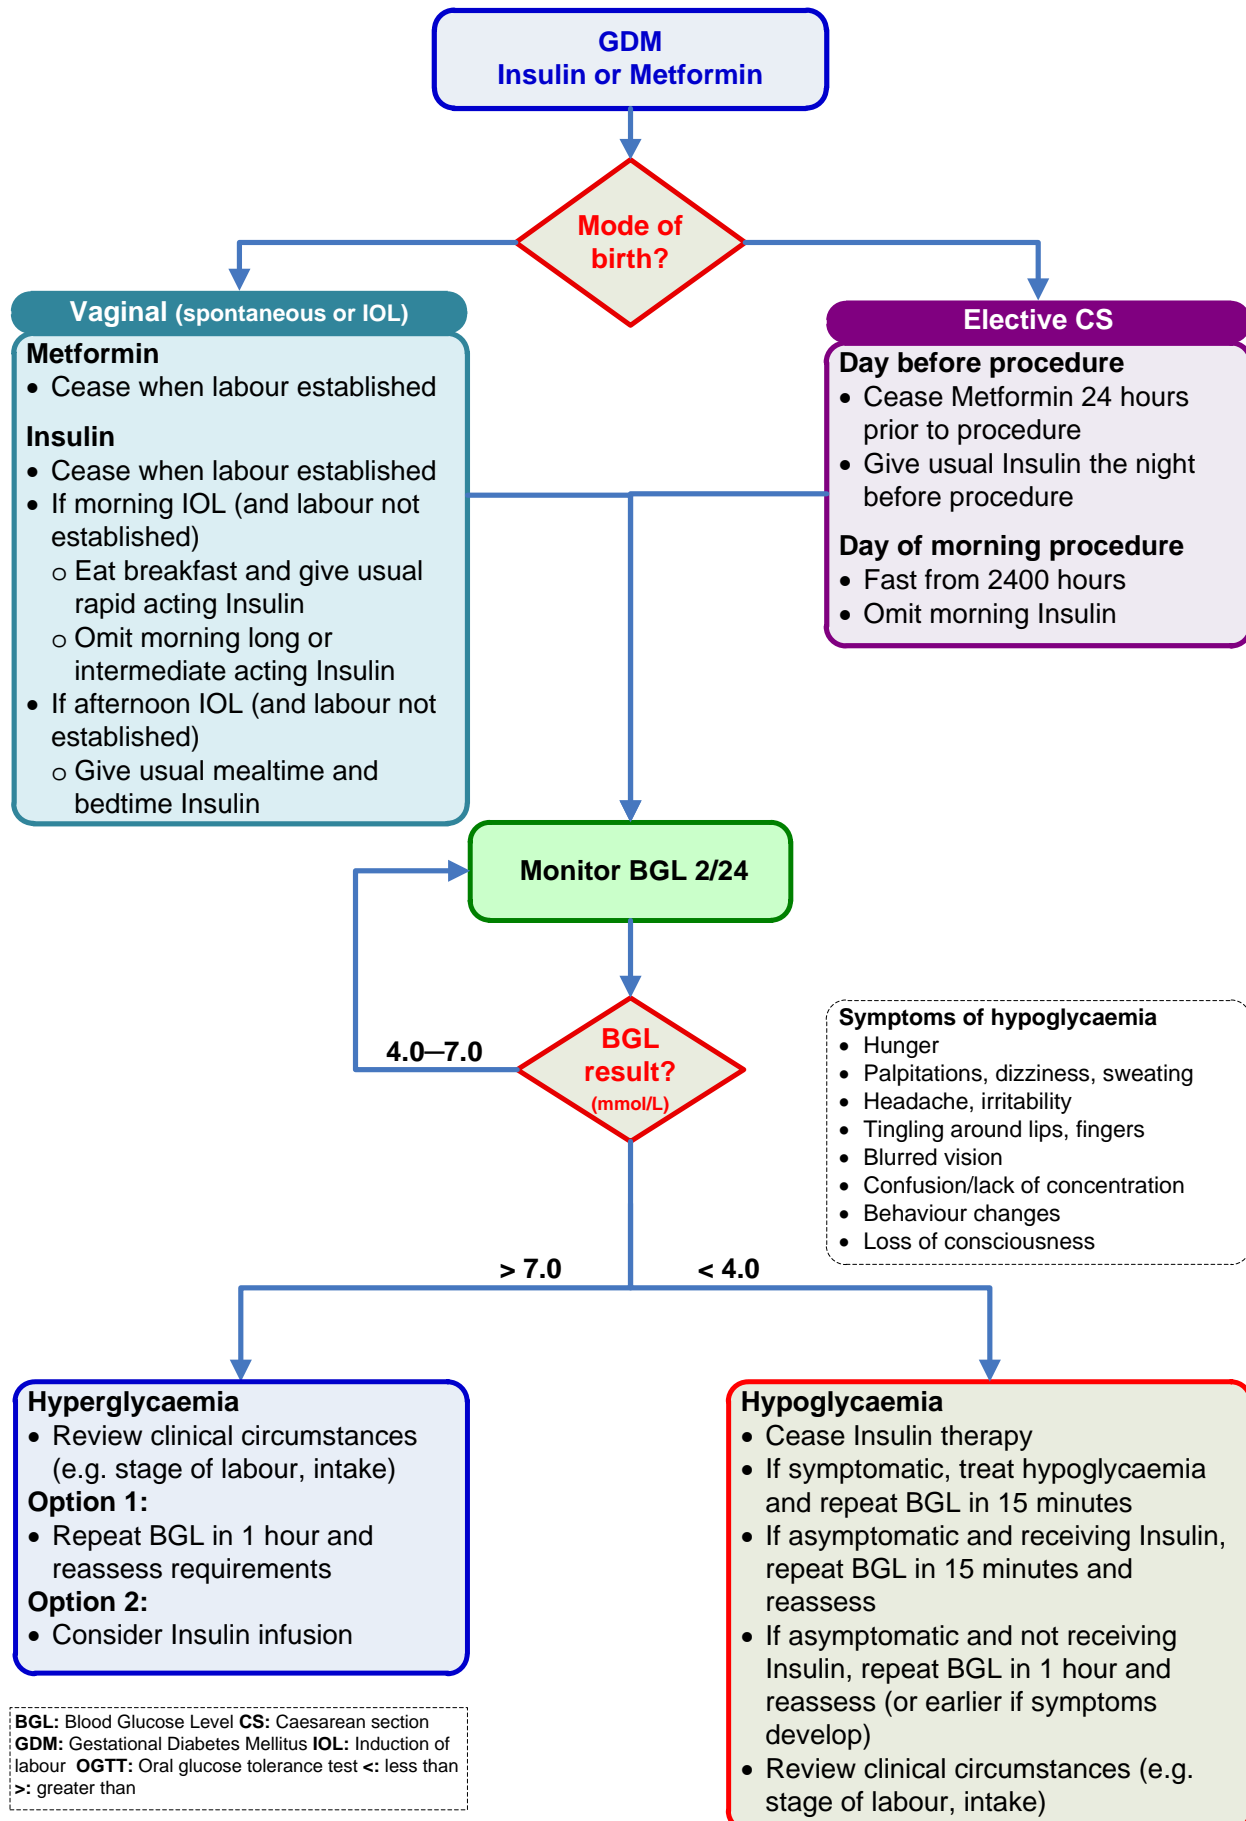 GDM
Insulin or Metformin
Mode of
birth?
Vaginal (spontaneous or IOL)
Metformin
• Cease when labour established
Insulin
• Cease when labour established
• If morning IOL (and labour not
established)
o Eat breakfast and give usual
rapid acting Insulin
o Omit morning long or
intermediate acting Insulin
• If afternoon IOL (and labour not
established)
o Give usual mealtime and
bedtime Insulin
Elective CS
Day before procedure
• Cease Metformin 24 hours
prior to procedure
• Give usual Insulin the night
before procedure
Day of morning procedure
• Fast from 2400 hours
• Omit morning Insulin
Monitor BGL 2/24
BGL
result?
(mmol/L)
4.0–7.0
Symptoms of hypoglycaemia
• Hunger
• Palpitations, dizziness, sweating
• Headache, irritability
• Tingling around lips, fingers
• Blurred vision
• Confusion/lack of concentration
• Behaviour changes
• Loss of consciousness
> 7.0
< 4.0
Hyperglycaemia
• Review clinical circumstances
(e.g. stage of labour, intake)
Option 1:
• Repeat BGL in 1 hour and
reassess requirements
Option 2:
• Consider Insulin infusion
Hypoglycaemia
• Cease Insulin therapy
• If symptomatic, treat hypoglycaemia
and repeat BGL in 15 minutes
• If asymptomatic and receiving Insulin,
repeat BGL in 15 minutes and
reassess
• If asymptomatic and not receiving
Insulin, repeat BGL in 1 hour and
reassess (or earlier if symptoms
develop)
• Review clinical circumstances (e.g.
stage of labour, intake)
BGL: Blood Glucose Level CS: Caesarean section
GDM: Gestational Diabetes Mellitus IOL: Induction of
labour OGTT: Oral glucose tolerance test <: less than
>: greater than